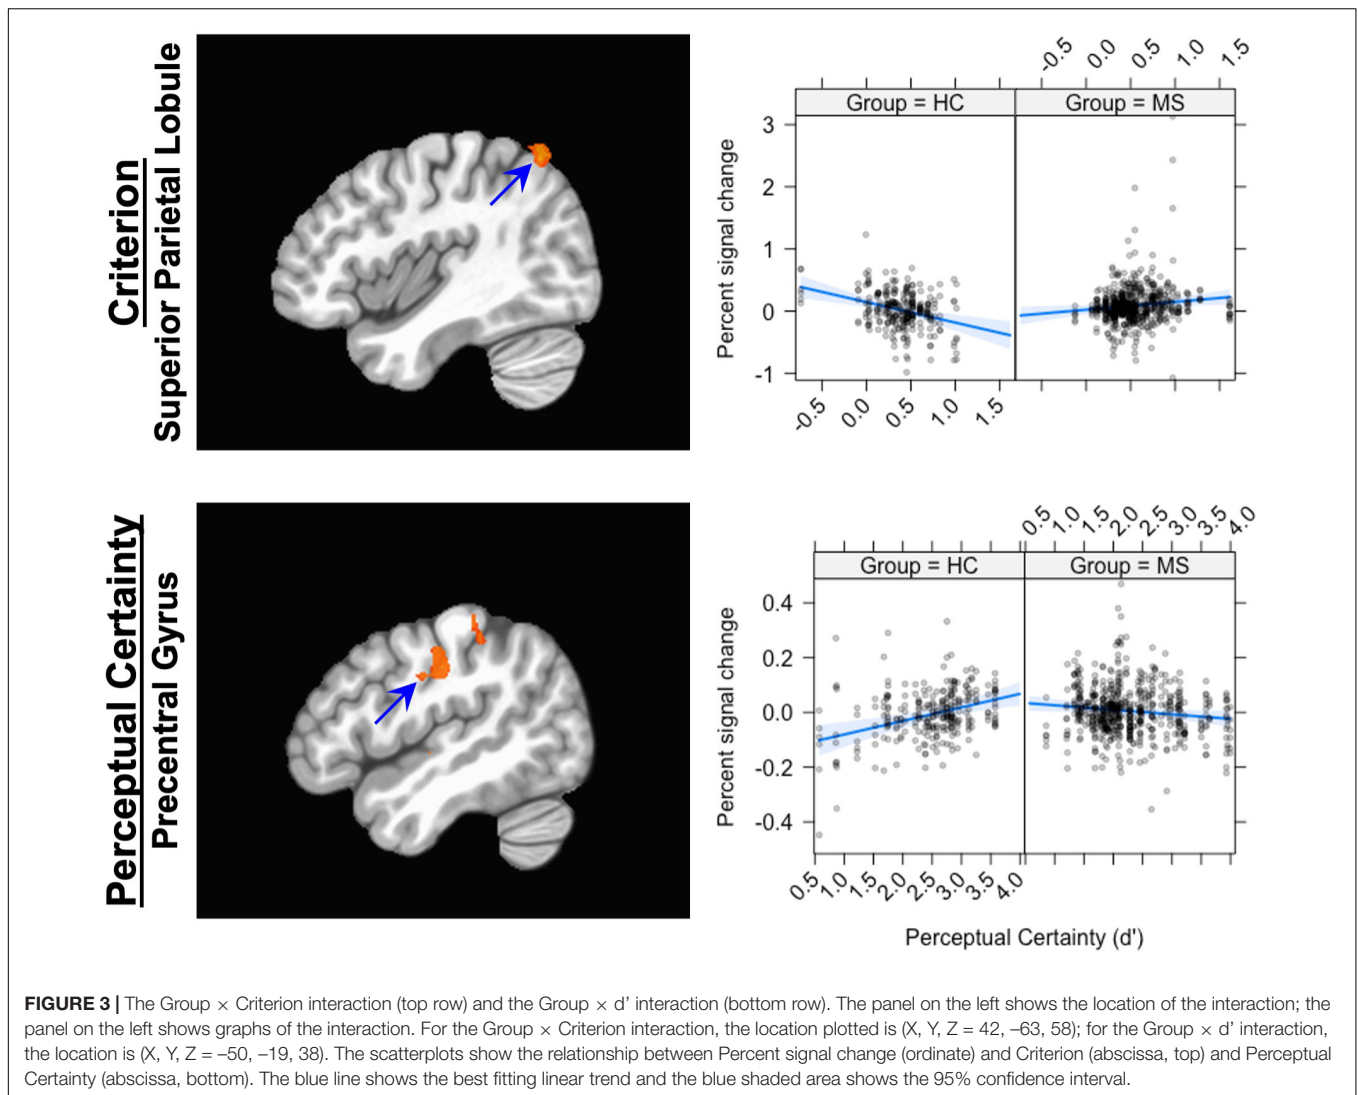 Criterion
Superior Parietal Lobule
-0.5 0.0 0.5 1.0 1.5
Group = HC Group = MS
Percent signal change
3
2
1
0
-1
-0.5 0.0 0.5 1.0 1.5
Perceptual Certainty
Precentral Gyrus
0.5 1.0 1.5 2.0 2.5 3.0 3.5 4.0
Group = HC Group = MS
Percent signal change
0.4
0.2
0.0
-0.2
-0.4
0.5 1.0 1.5 2.0 2.5 3.0 3.5 4.0
Perceptual Certainty (d')
FIGURE 3 | The Group × Criterion interaction (top row) and the Group × d’ interaction (bottom row). The panel on the left shows the location of the interaction; the
panel on the left shows graphs of the interaction. For the Group × Criterion interaction, the location plotted is (X, Y, Z = 42, –63, 58); for the Group × d’ interaction,
the location is (X, Y, Z = –50, –19, 38). The scatterplots show the relationship between Percent signal change (ordinate) and Criterion (abscissa, top) and Perceptual
Certainty (abscissa, bottom). The blue line shows the best fitting linear trend and the blue shaded area shows the 95% confidence interval.